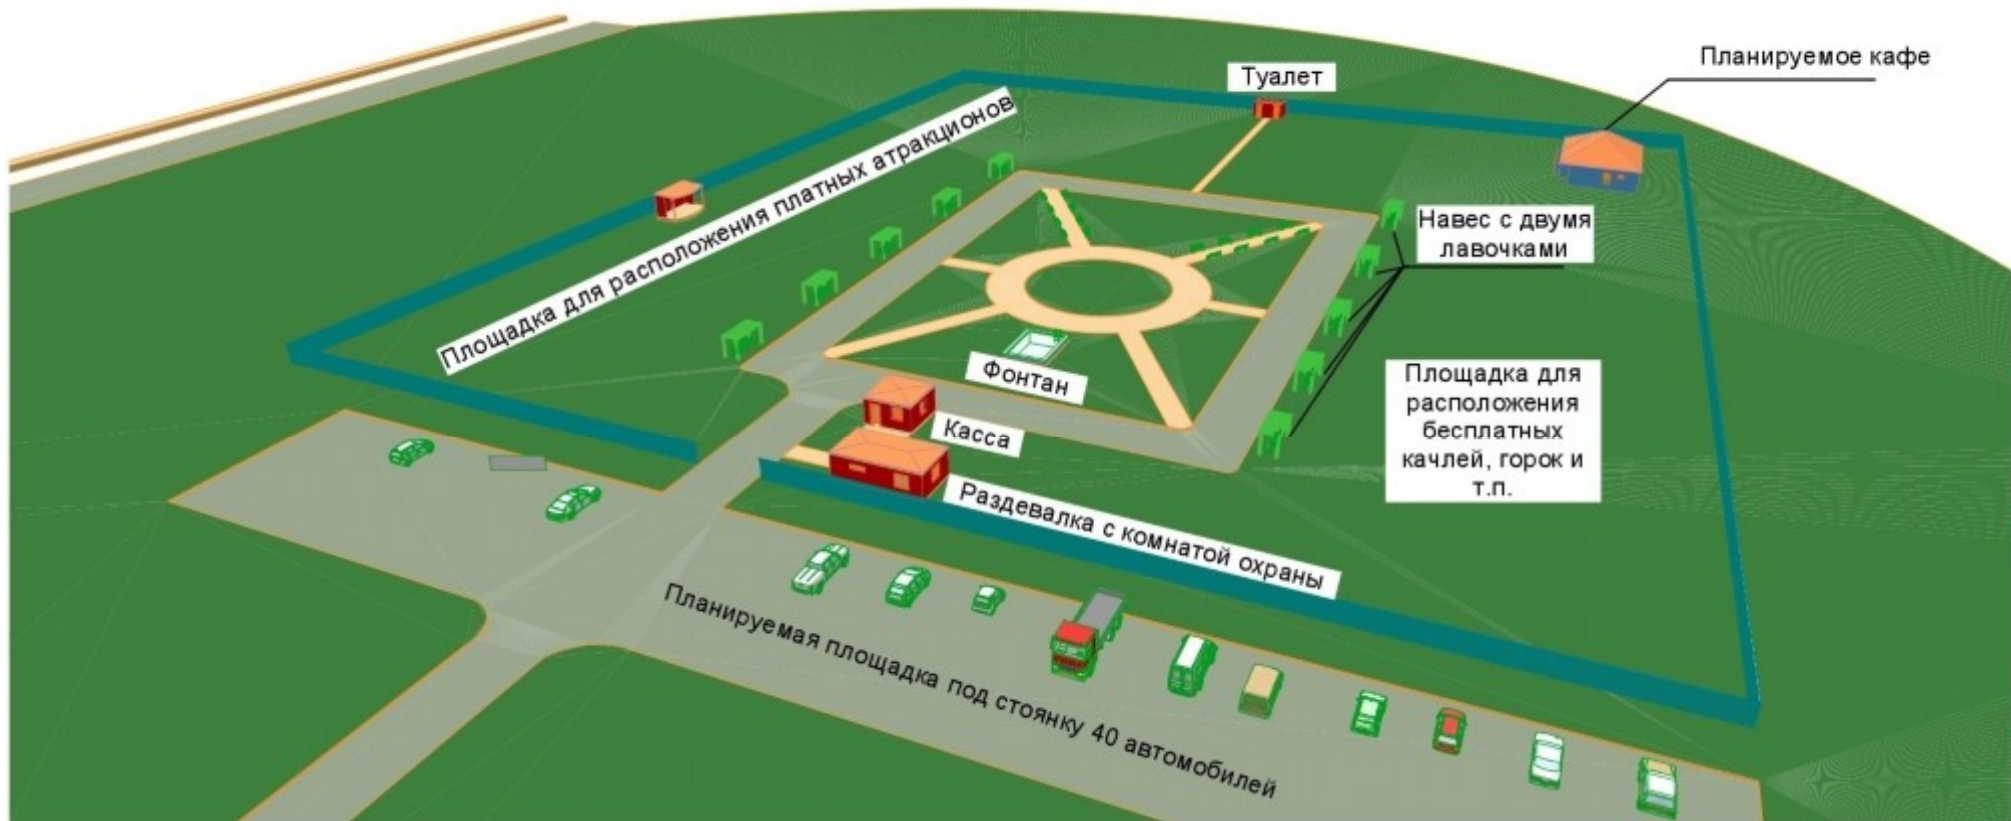 Планируемое кафе
Туалет
Площадка для расположения платных атракционов
Навес с двумя
лавочками
Фонтан
Площадка для
расположения
бесплатных
качлей, горок и
т.п.
Касса
Раздевалка с комнатой охраны
Планируемая площадка под стоянку 40 автомобилей